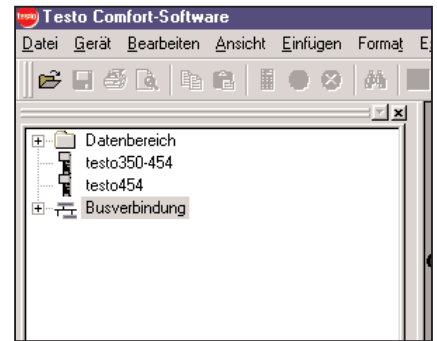 testo Testo Comfort-Software
Datei Gerät Bearbeiten Ansicht Einfügen Format
Datenbereich
testo350-454
testo454
Busverbindung